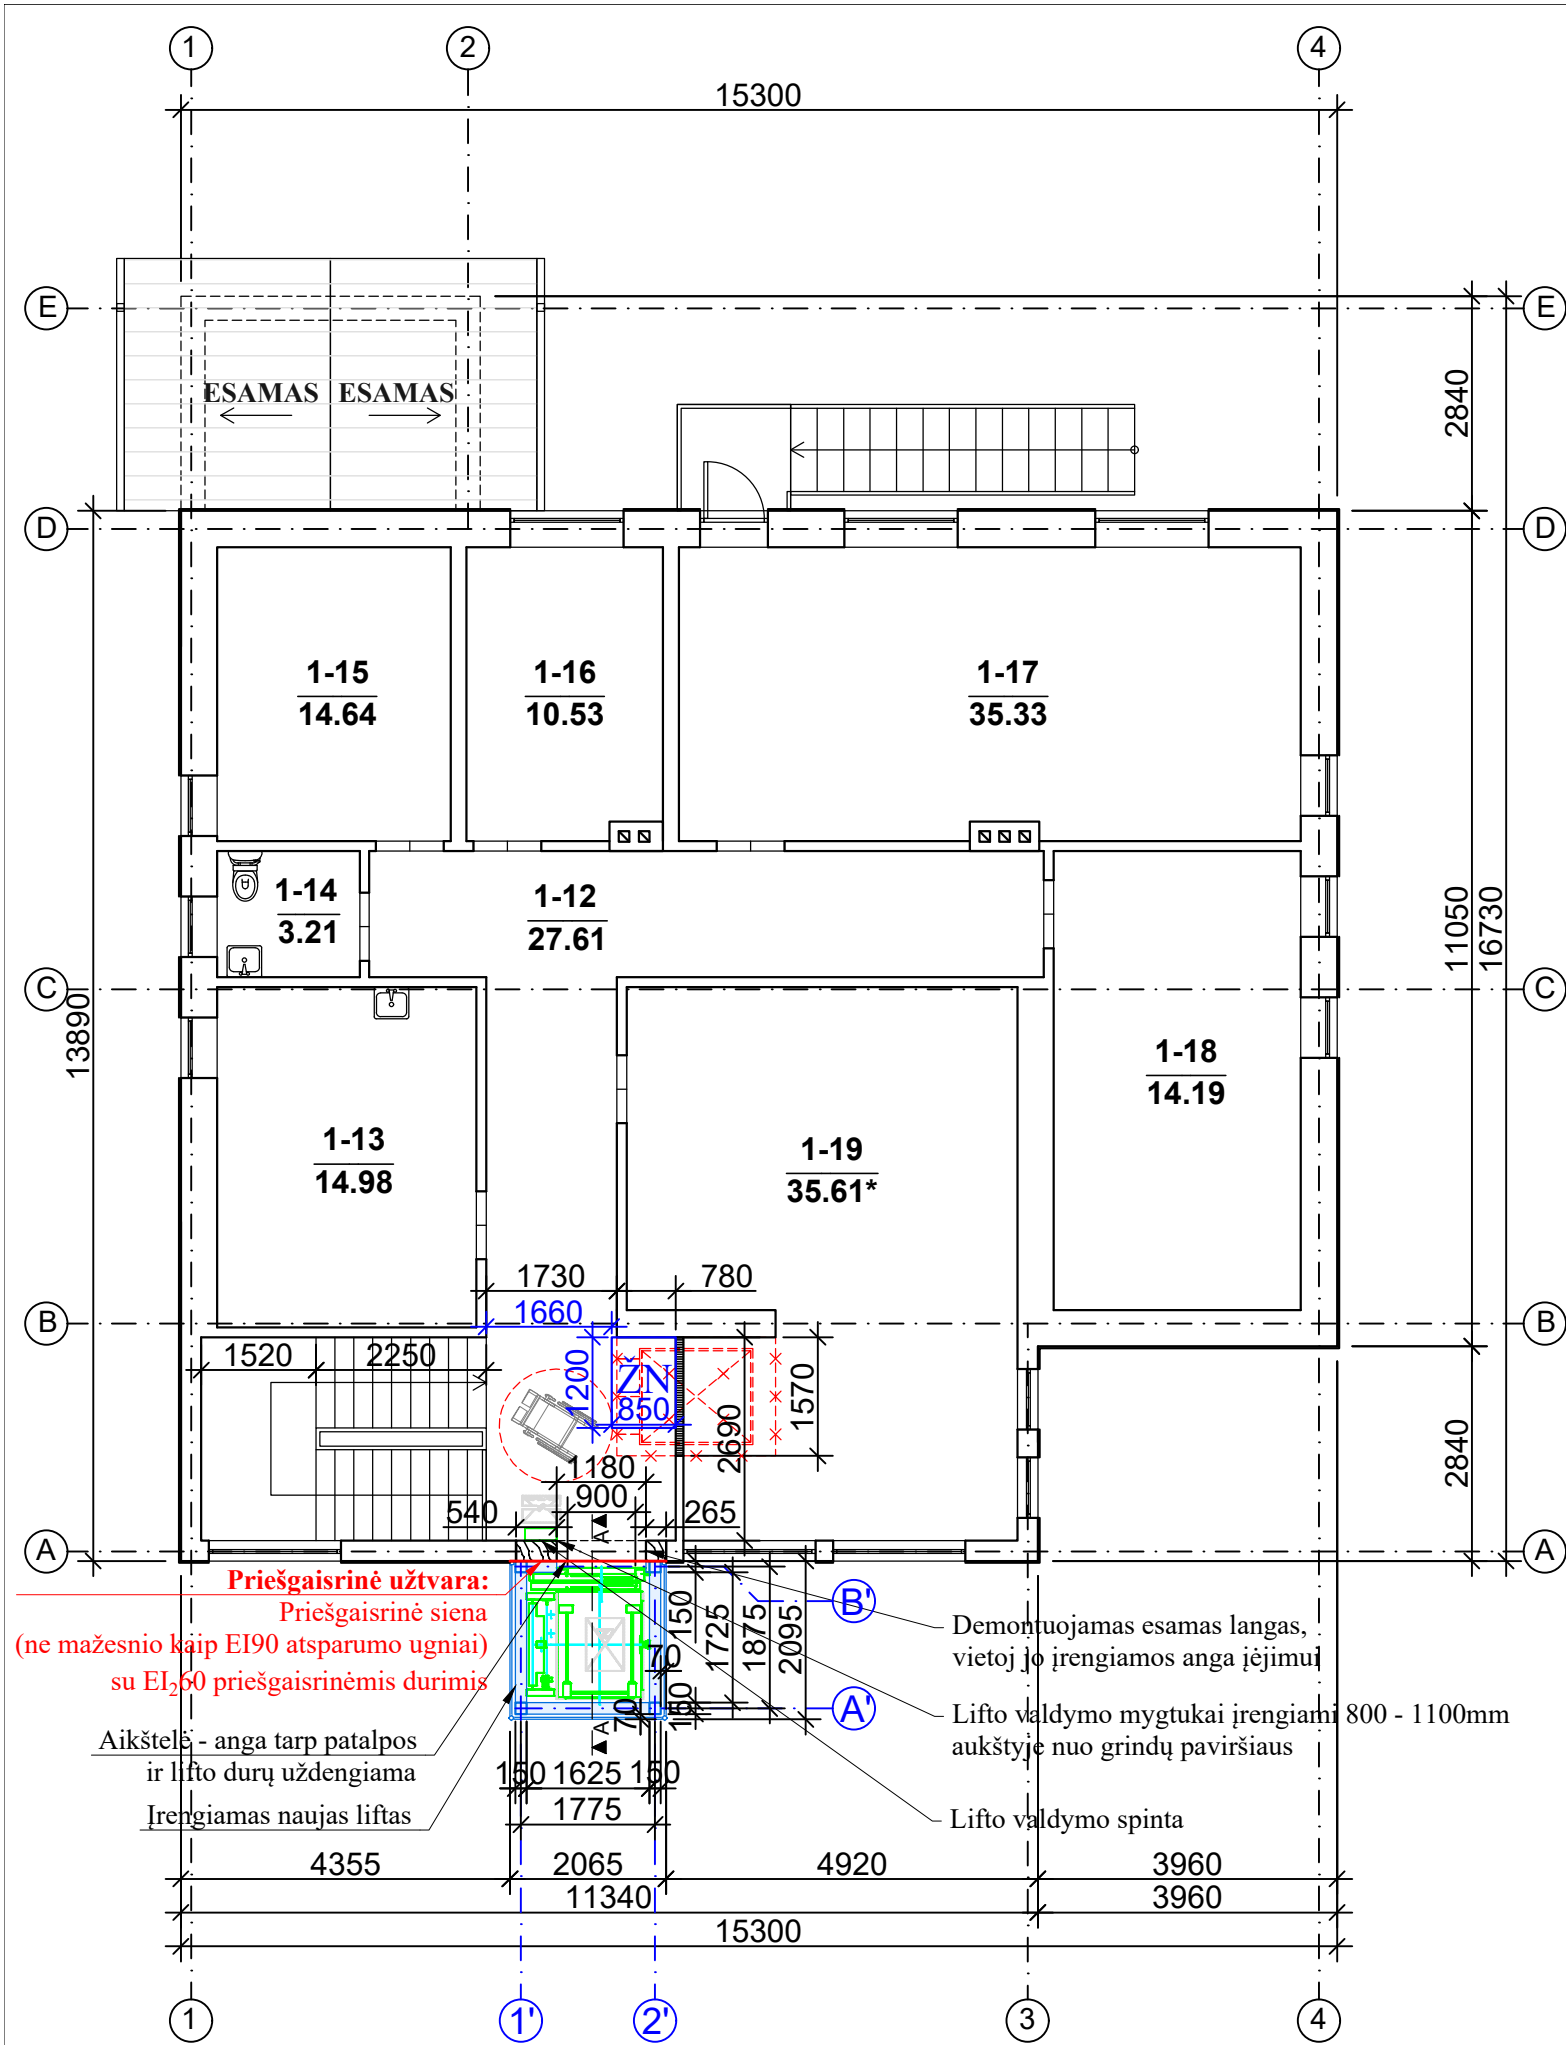 1
2
4
15300
E
E
ESAMAS
ESAMAS
2840
D
D
1-15
14.64
1-16
10.53
1-17
35.33
1-14
3.21
1-12
27.61
11050
16730
C
C
13890
1-18
14.19
1-13
14.98
1-19
35.61*
1730
780
1660
B
B
1520
2250
1200
ŽN
850
1570
2690
2840
1180
900
540
265
A
A
A
Priešgaisrinė užtvara:
Priešgaisrinė siena
(ne mažesnio kaip EI90 atsparumo ugniai)
su EI₂60 priešgaisrinėmis durimis
150
1725
1875
2095
B'
70
Demontuojamas esamas langas,
vietoj jo įrengiamos anga įėjimui
A'
70
150
Lifto valdymo mygtukai įrengiami 800 - 1100mm
aukštyje nuo grindų paviršiaus
A
Aikštelė - anga tarp patalpos
ir lifto durų uždengiama
150
1625
150
Įrengiamas naujas liftas
1775
Lifto valdymo spinta
4355
2065
4920
3960
11340
3960
15300
1
1'
2'
3
4